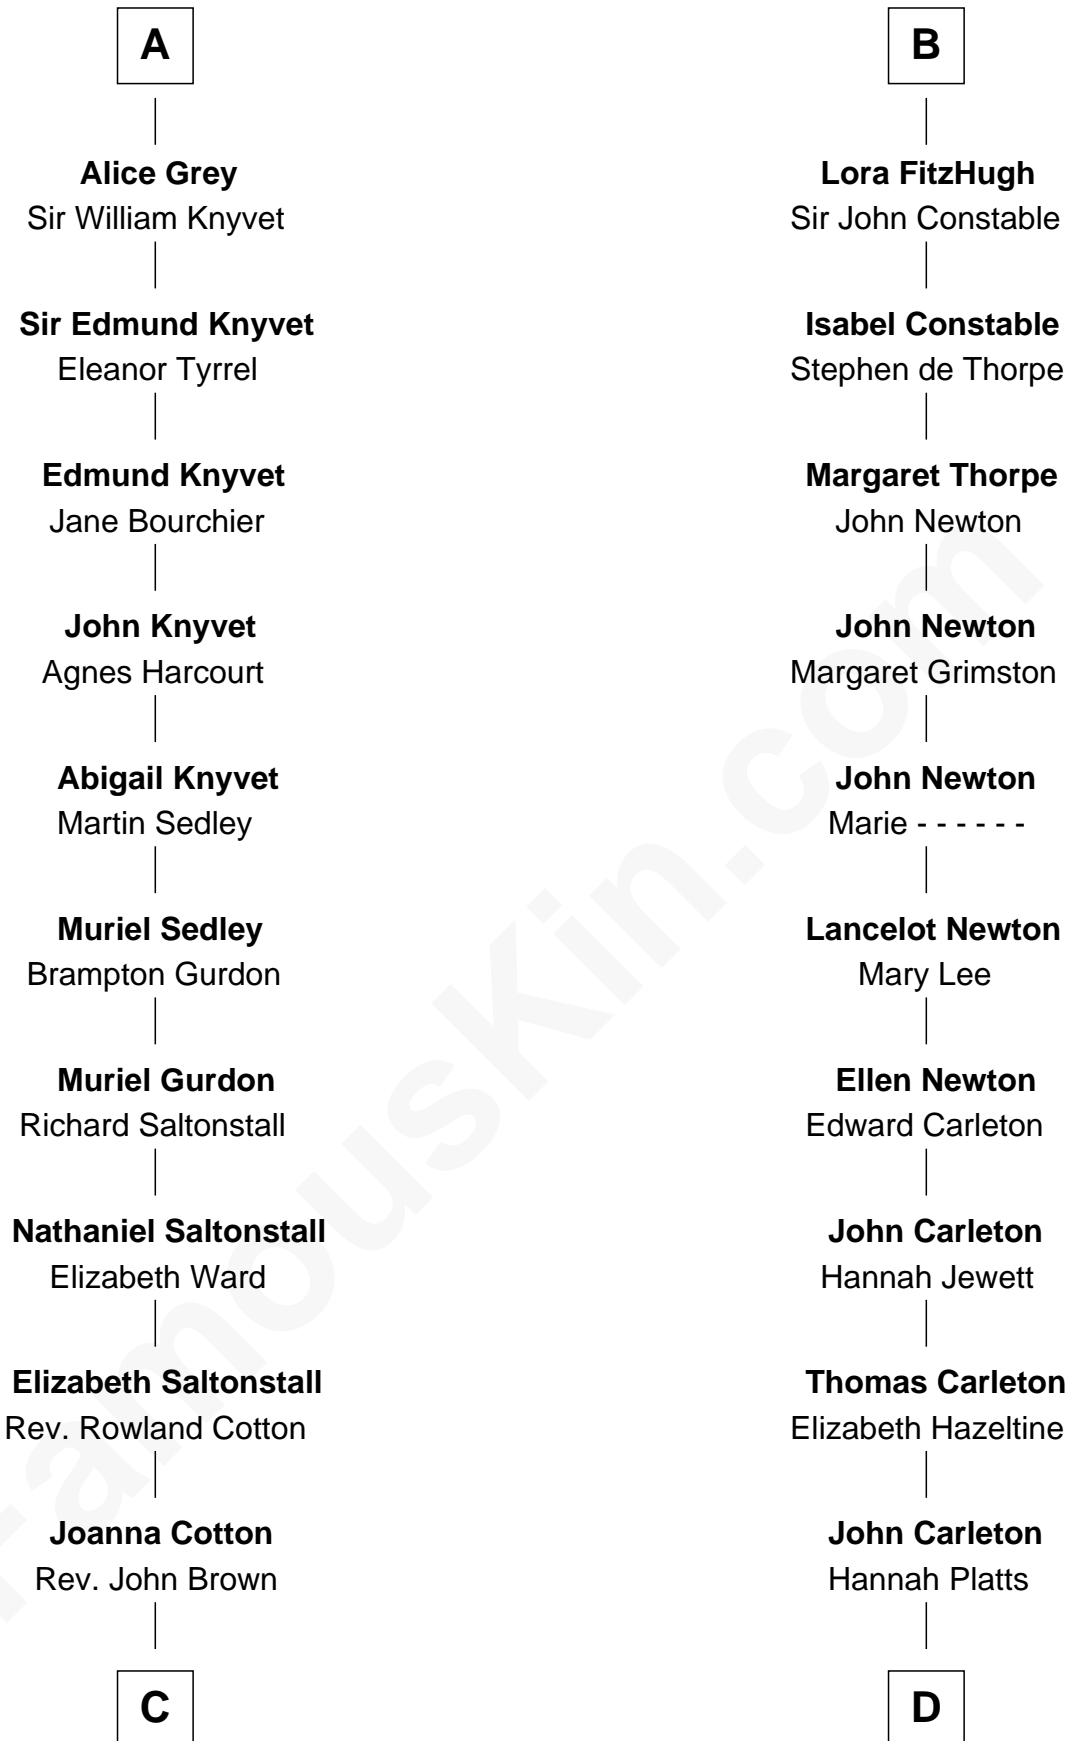 A
Alice Grey
Sir William Knyvet
Sir Edmund Knyvet
Eleanor Tyrrel
Edmund Knyvet
Jane Bourchier
John Knyvet
Agnes Harcourt
Abigail Knyvet
Martin Sedley
Muriel Sedley
Brampton Gurdon
Muriel Gurdon
Richard Saltonstall
Nathaniel Saltonstall
Elizabeth Ward
Elizabeth Saltonstall
Rev. Rowland Cotton
Joanna Cotton
Rev. John Brown
C
B
Lora FitzHugh
Sir John Constable
Isabel Constable
Stephen de Thorpe
Margaret Thorpe
John Newton
John Newton
Margaret Grimston
John Newton
Marie - - - - - -
Lancelot Newton
Mary Lee
Ellen Newton
Edward Carleton
John Carleton
Hannah Jewett
Thomas Carleton
Elizabeth Hazeltine
John Carleton
Hannah Platts
D
FamousKin.com